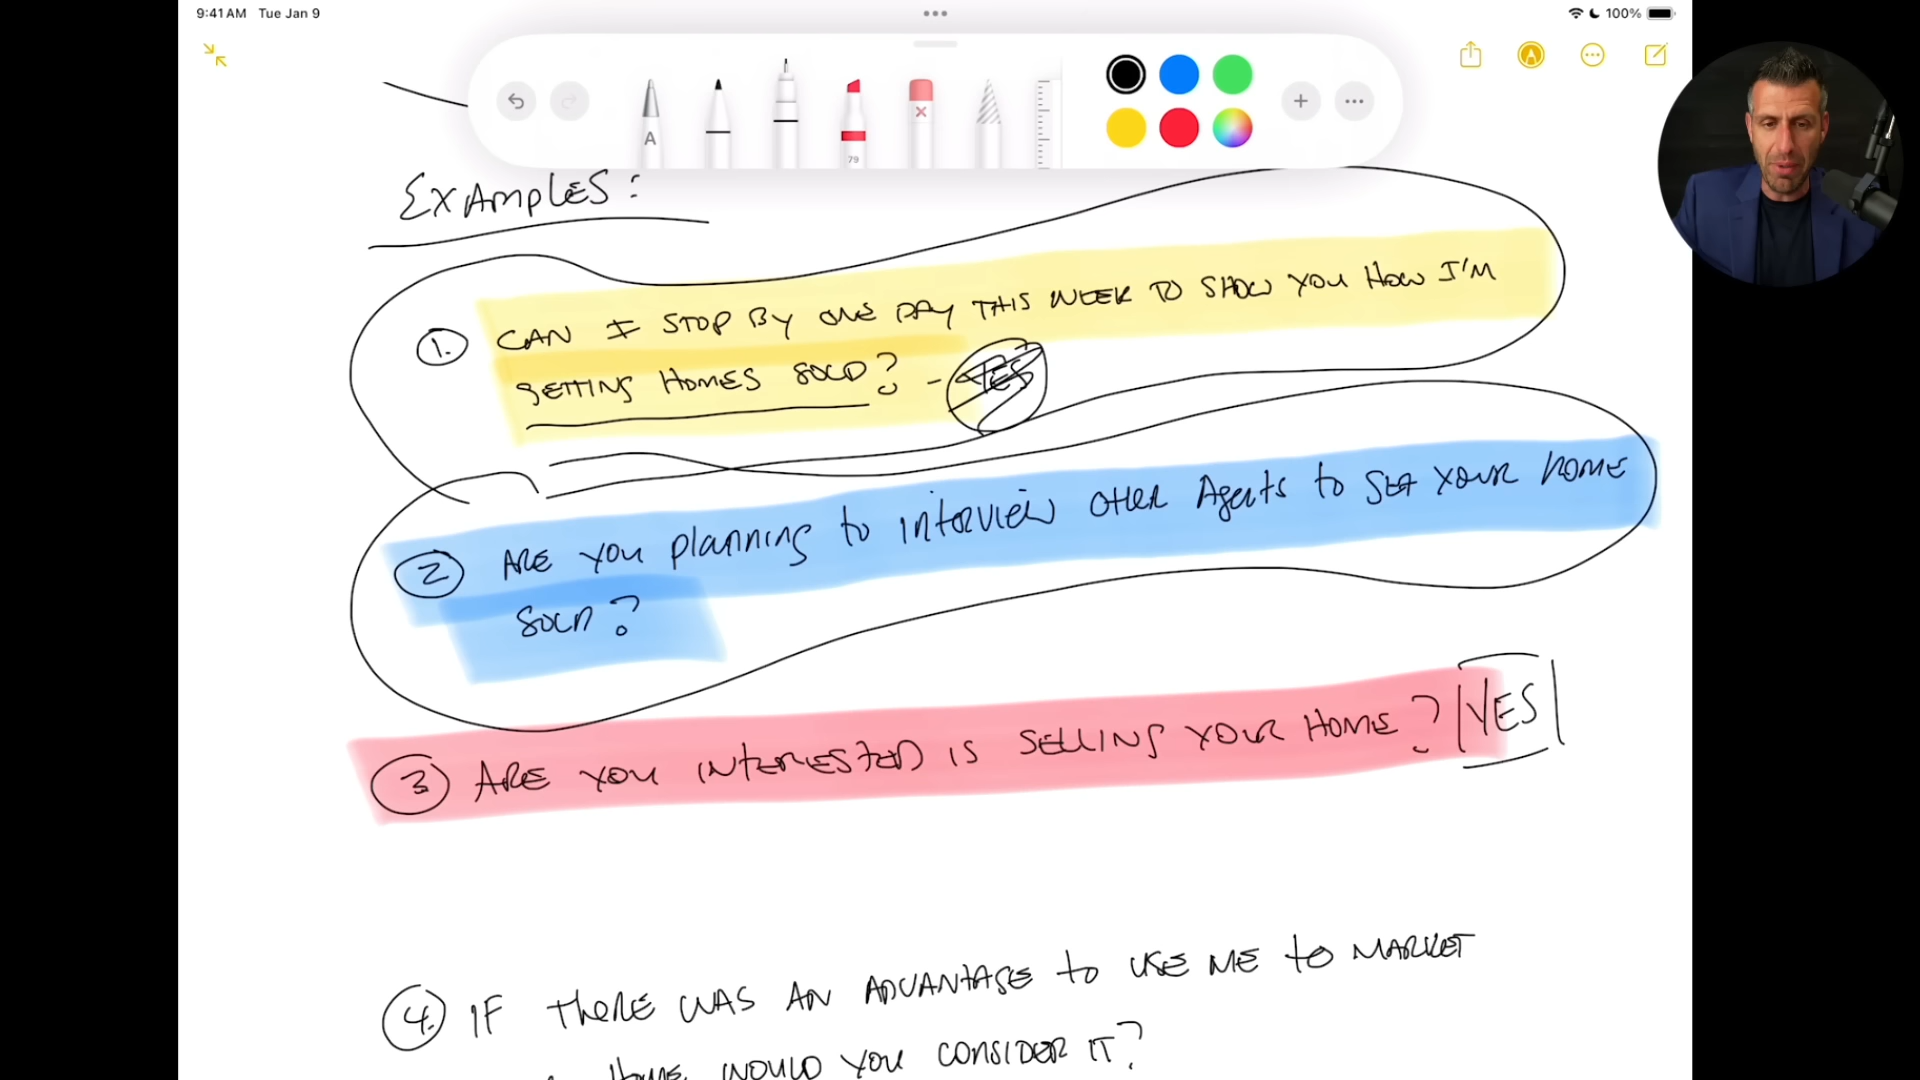 9:41 AM Tue Jan 9
100%
A
79
EXAMPLES:
1. CAN I STOP BY ONE DAY THIS WEEK TO SHOW YOU HOW I'M
GETTING HOMES SOLD? - YES
2 ARE YOU planning to interview other Agents to get your home
SOLD?
3 ARE YOU INTERESTED IS SELLING YOUR HOME? YES
4. IF THERE WAS AN ADVANTAGE to USE ME to MARKET
HOME WOULD YOU CONSIDER IT?